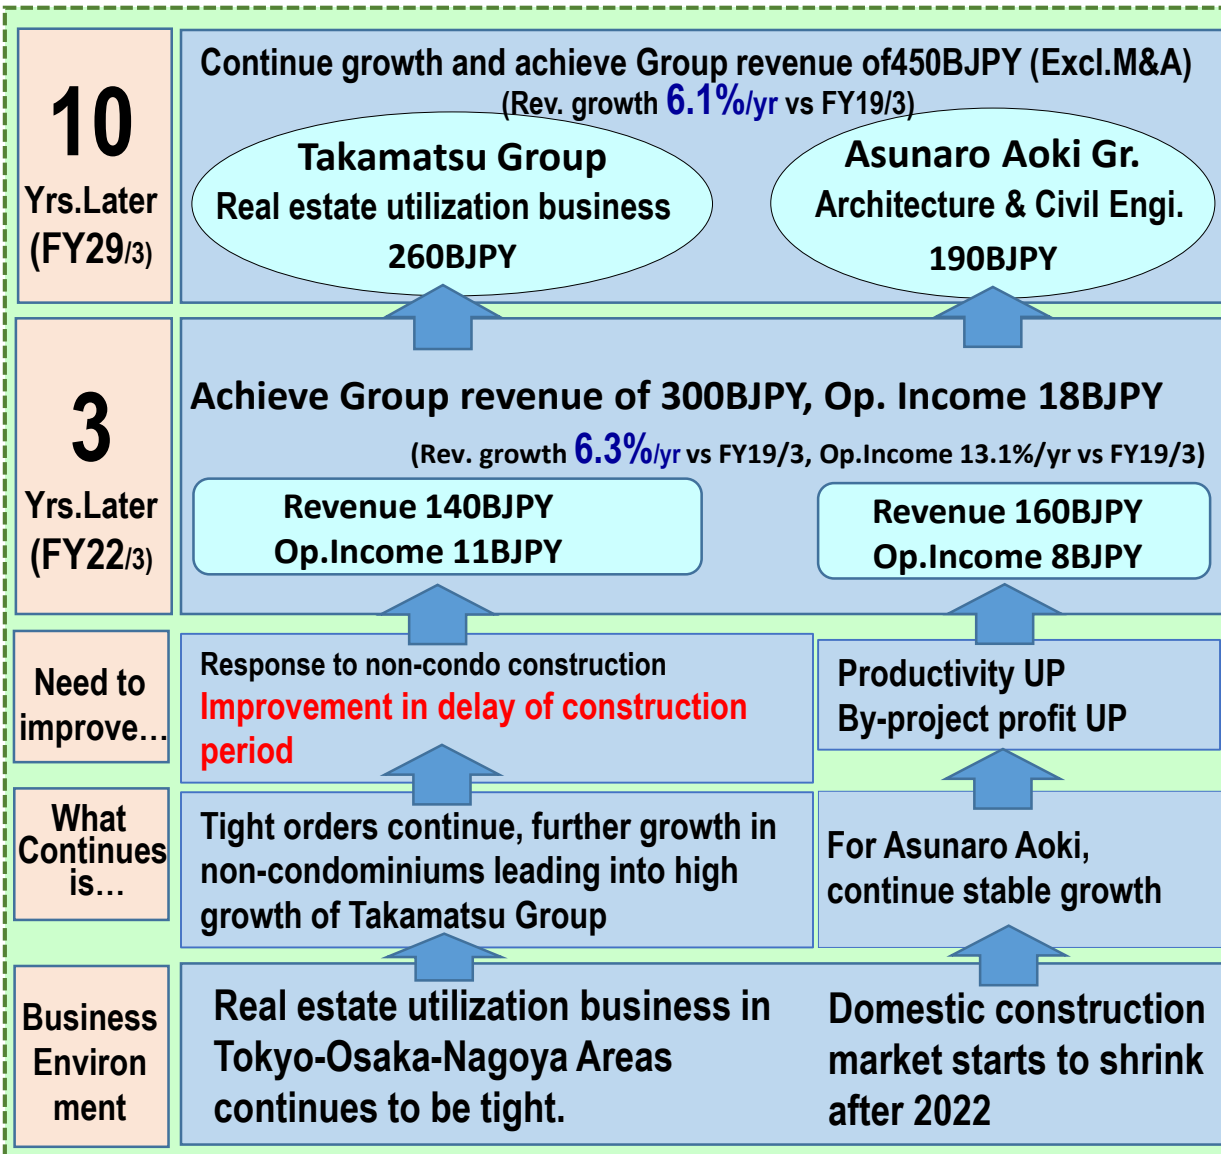 10
Yrs.Later
(FY29/3)
Continue growth and achieve Group revenue of450BJPY (Excl.M&A)
(Rev. growth 6.1%/yr vs FY19/3)
Takamatsu Group
Real estate utilization business
260BJPY
Asunaro Aoki Gr.
Architecture & Civil Engi.
190BJPY
3
Yrs.Later
(FY22/3)
Achieve Group revenue of 300BJPY, Op. Income 18BJPY
(Rev. growth 6.3%/yr vs FY19/3, Op.Income 13.1%/yr vs FY19/3)
Revenue 140BJPY
Op.Income 11BJPY
Revenue 160BJPY
Op.Income 8BJPY
Need to
improve…
Response to non-condo construction
Improvement in delay of construction
period
Productivity UP
By-project profit UP
What
Continues
is…
Tight orders continue, further growth in
non-condominiums leading into high
growth of Takamatsu Group
For Asunaro Aoki,
continue stable growth
Business
Environ
ment
Real estate utilization business in
Tokyo-Osaka-Nagoya Areas
continues to be tight.
Domestic construction
market starts to shrink
after 2022